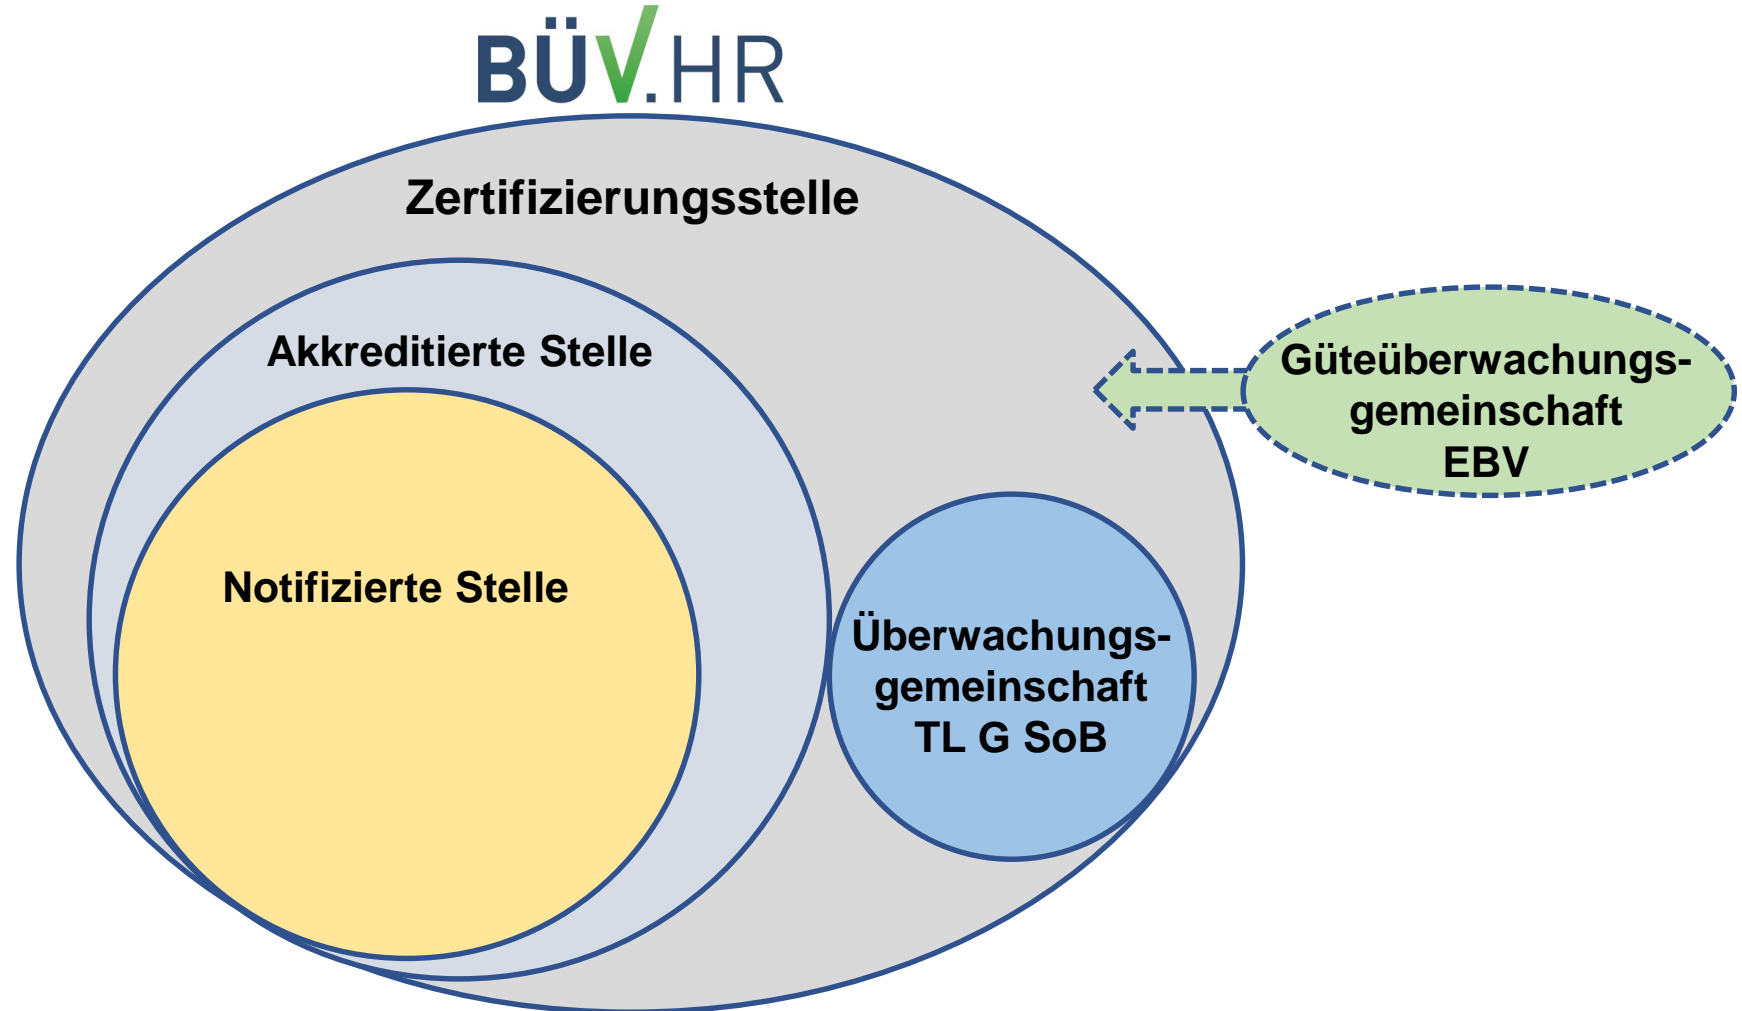 BÜV.HR
Zertifizierungsstelle
Akkreditierte Stelle
Notifizierte Stelle
Überwachungs-
gemeinschaft
TL G SoB
Güteüberwachungs-
gemeinschaft
EBV